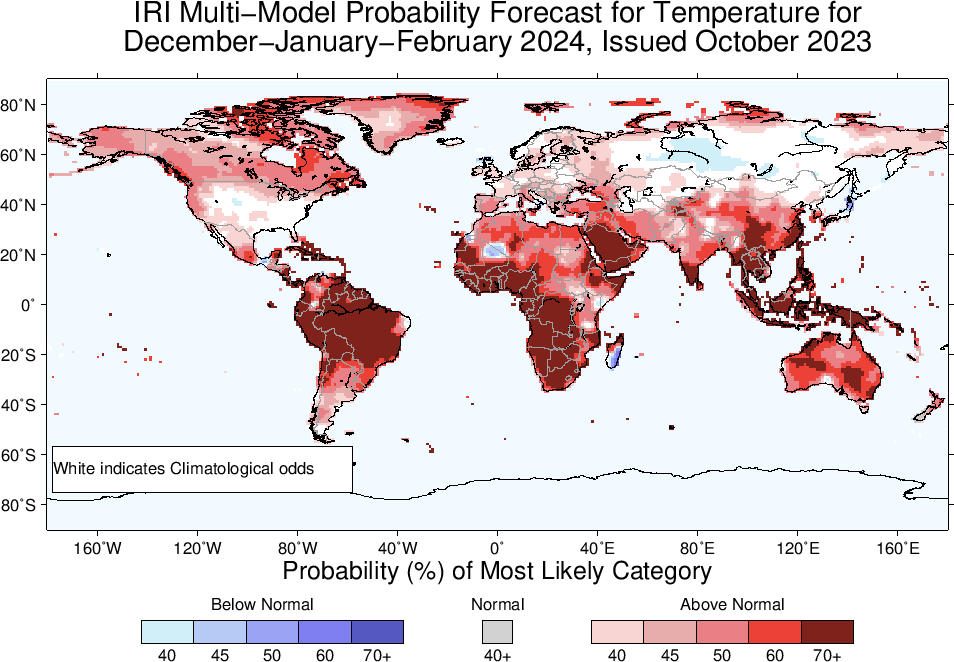 IRI Multi−Model Probability Forecast for Temperature for
December−January−February 2024, Issued October 2023
80˚N
60˚N
40˚N
20˚N
0˚
20˚S
40˚S
60˚S
80˚S
White indicates Climatological odds
160˚W 120˚W 80˚W 40˚W 0˚ 40˚E 80˚E 120˚E 160˚E
Probability (%) of Most Likely Category
Below Normal Normal Above Normal
40 45 50 60 70+ 40+ 40 45 50 60 70+